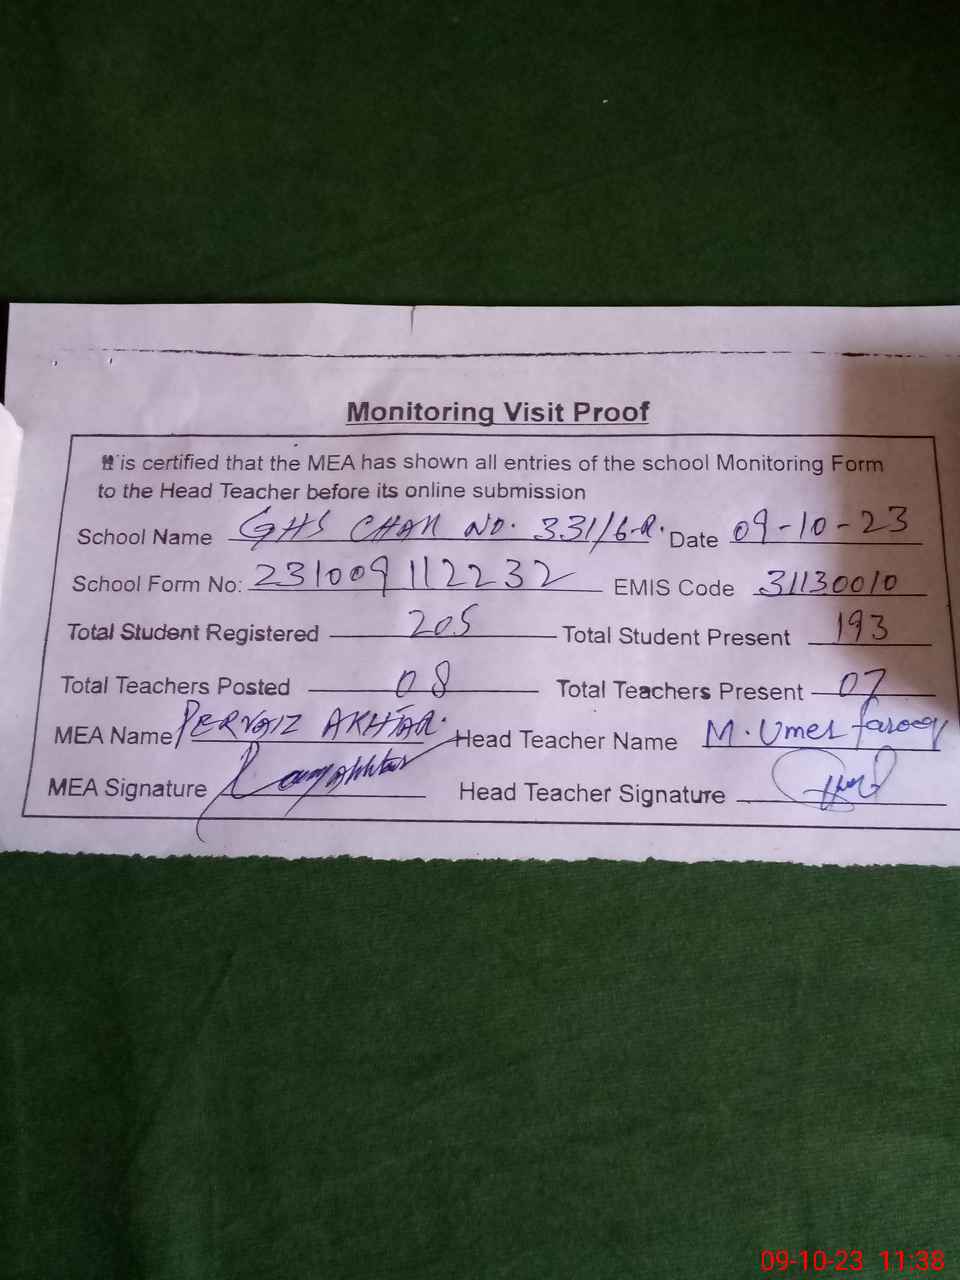 Monitoring Visit Proof
It is certified that the MEA has shown all entries of the school Monitoring Form
to the Head Teacher before its online submission
School Name GHS CHAK NO. 331/6-R. Date 09-10-23
School Form No: 231009112232 EMIS Code 31130010
Total Student Registered 205 Total Student Present 193
Total Teachers Posted 08 Total Teachers Present 07
MEA Name PERVAIZ AKHTAR. Head Teacher Name M. Umer farooq
MEA Signature Head Teacher Signature
09-10-23 11:38